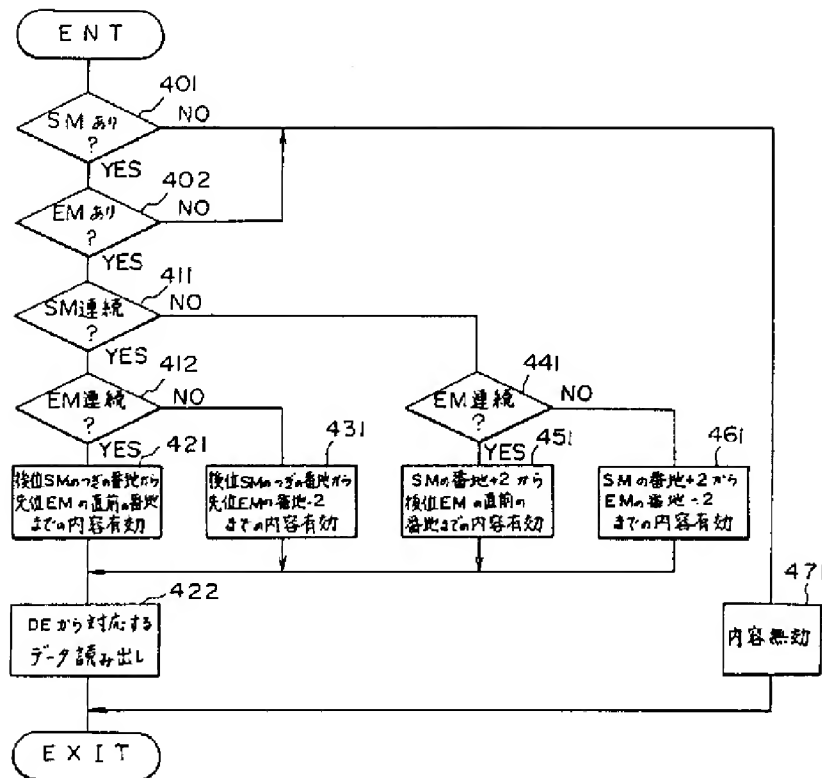 ENT
401
SMあり
?
NO
YES
402
EMあり
?
NO
YES
411
SM連続
?
NO
YES
412
EM連続
?
NO
YES
441
EM連続
?
NO
YES
421
後位SMのつぎの番地から
先位EMの直前の番地
までの内容有効
431
後位SMのつぎの番地から
先位EMの番地-2
までの内容有効
451
SMの番地+2から
後位EMの直前の
番地までの内容有効
461
SMの番地+2から
EMの番地-2
までの内容有効
422
DEから対応する
データ読み出し
471
内容無効
EXIT